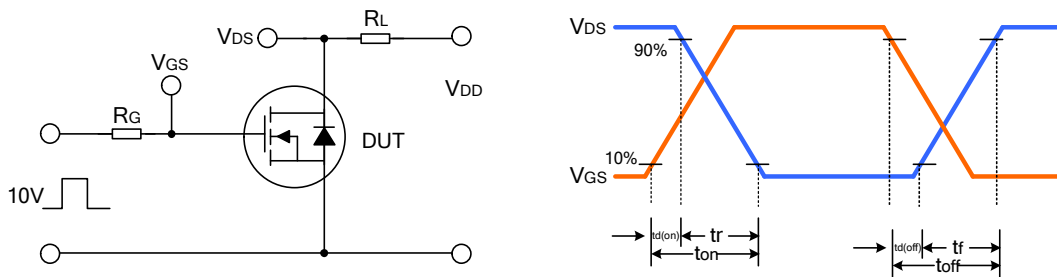 VDS
RL
VGS
VDD
RG
DUT
10V
VDS
90%
10%
VGS
td(on)
tr
ton
td(off)
tf
toff